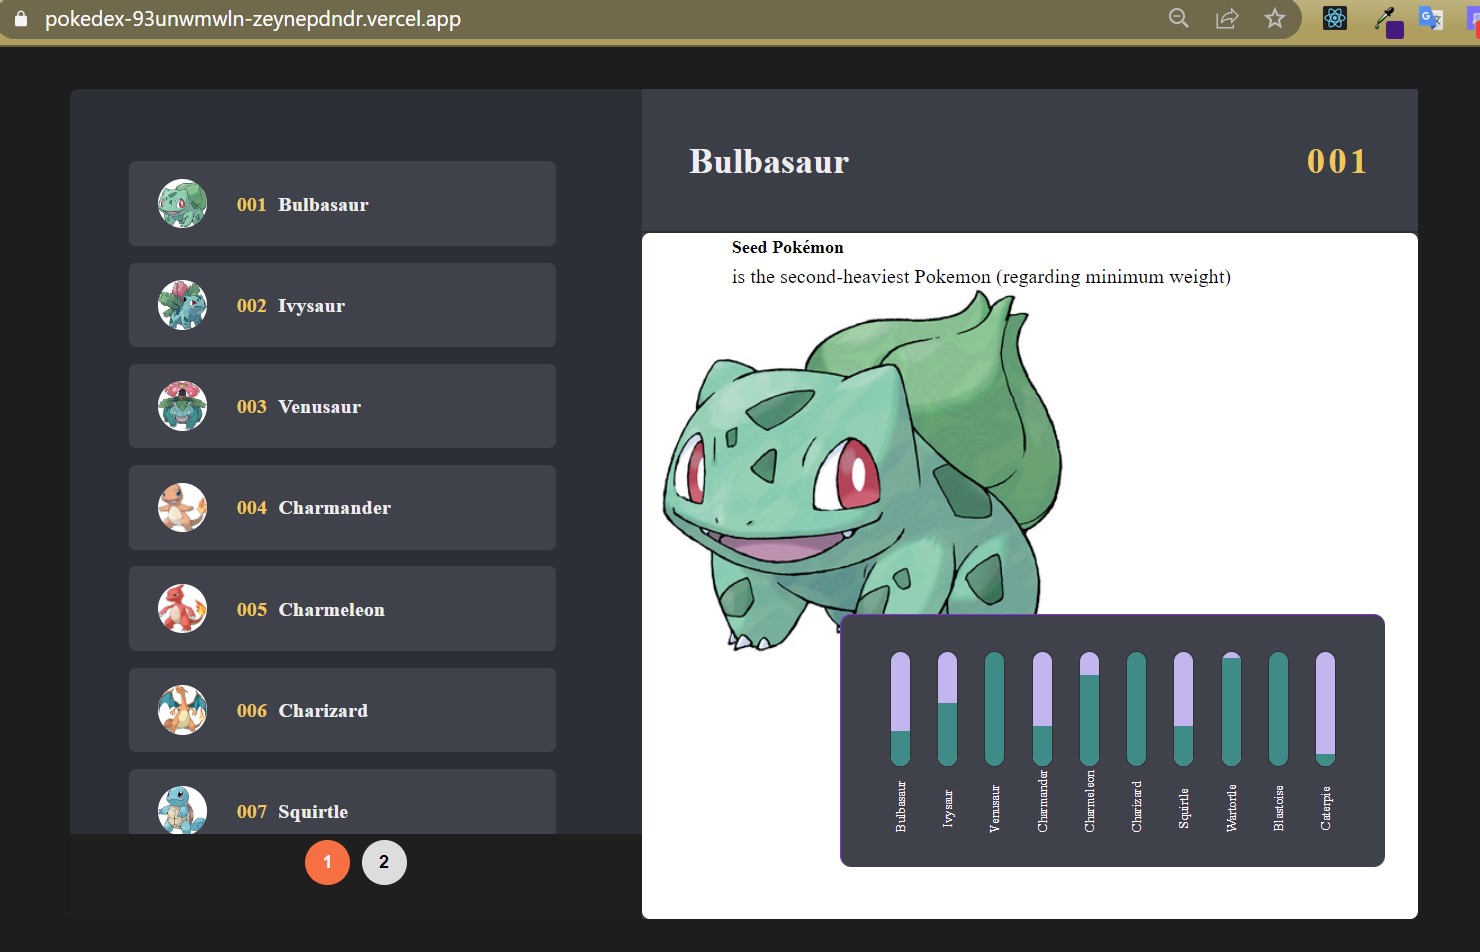 pokedex-93unwmwln-zeynepdndr.vercel.app
001 Bulbasaur
002 Ivysaur
003 Venusaur
004 Charmander
005 Charmeleon
006 Charizard
007 Squirtle
1 2
Bulbasaur 001
Seed Pokémon
is the second-heaviest Pokemon (regarding minimum weight)
Bulbasaur
Ivysaur
Venusaur
Charmander
Charmeleon
Charizard
Squirtle
Wartortle
Blastoise
Caterpie